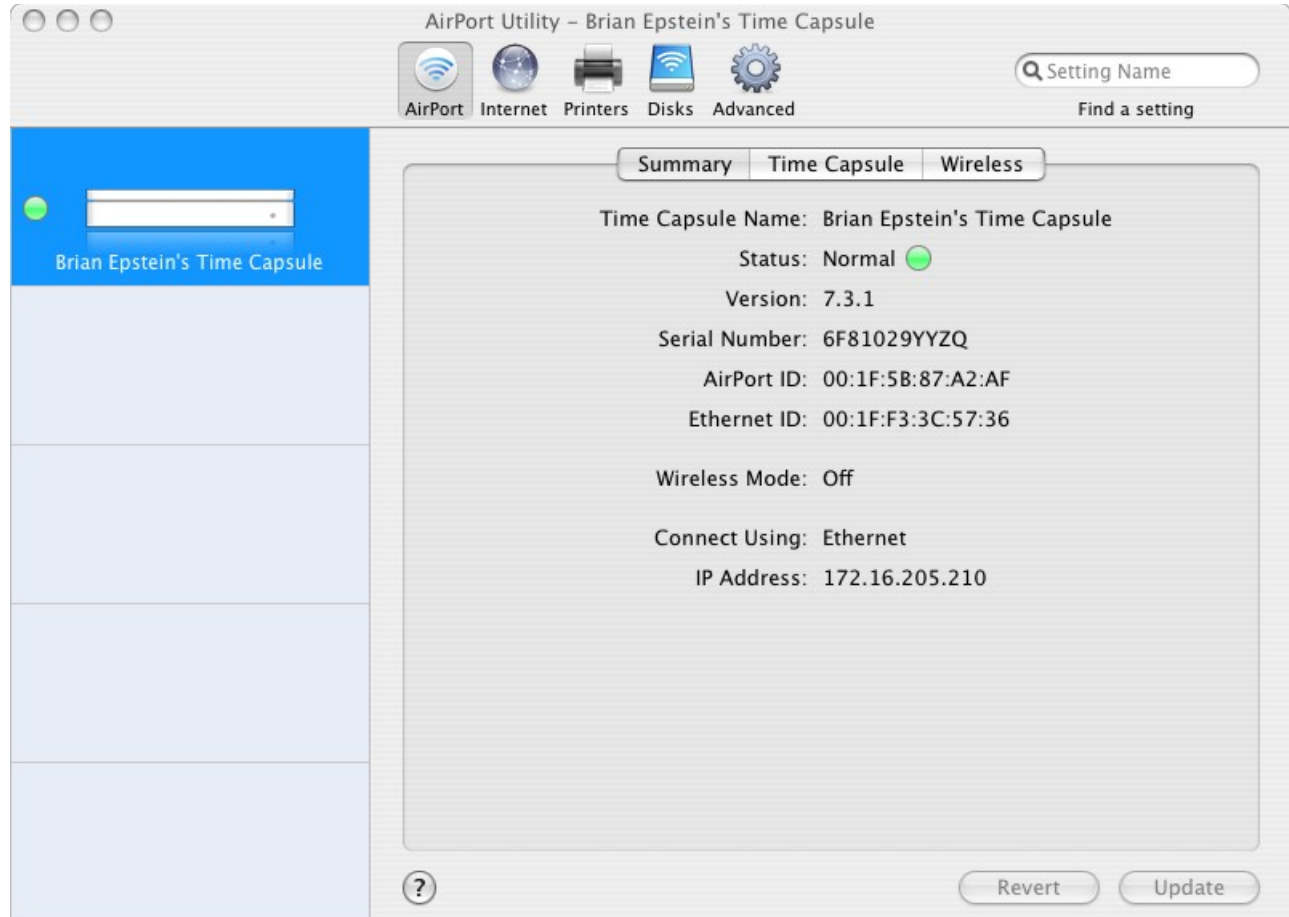 AirPort Utility – Brian Epstein's Time Capsule
Setting Name
AirPort Internet Printers Disks Advanced
Find a setting
Summary Time Capsule Wireless
Brian Epstein's Time Capsule
Time Capsule Name: Brian Epstein's Time Capsule
Status: Normal
Version: 7.3.1
Serial Number: 6F81029YYZQ
AirPort ID: 00:1F:5B:87:A2:AF
Ethernet ID: 00:1F:F3:3C:57:36
Wireless Mode: Off
Connect Using: Ethernet
IP Address: 172.16.205.210
? Revert Update